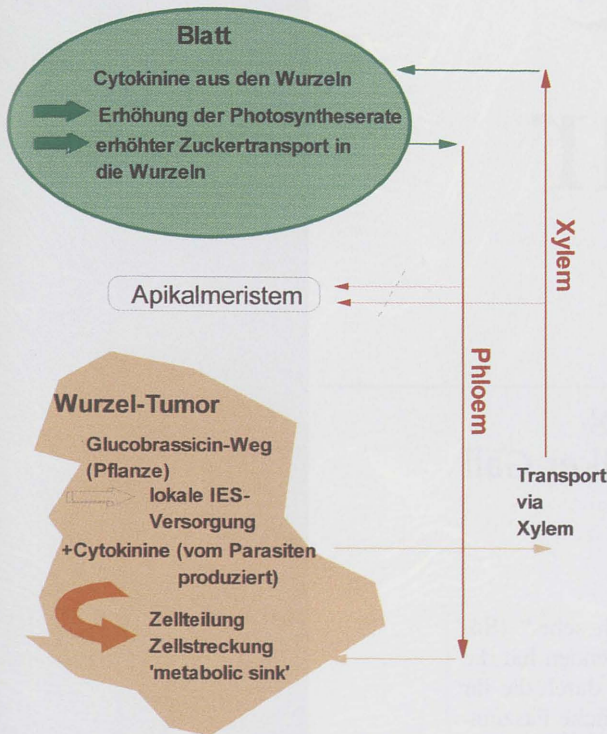 Blatt
Cytokinine aus den Wurzeln
Erhöhung der Photosyntheserate
erhöhter Zuckertransport in
die Wurzeln
Xylem
Apikalmeristem
Phloem
Wurzel-Tumor
Glucobrassicin-Weg
(Pflanze)
lokale IES-
Versorgung
+Cytokinine (vom Parasiten
produziert)
Transport
via
Xylem
Zellteilung
Zellstreckung
'metabolic sink'